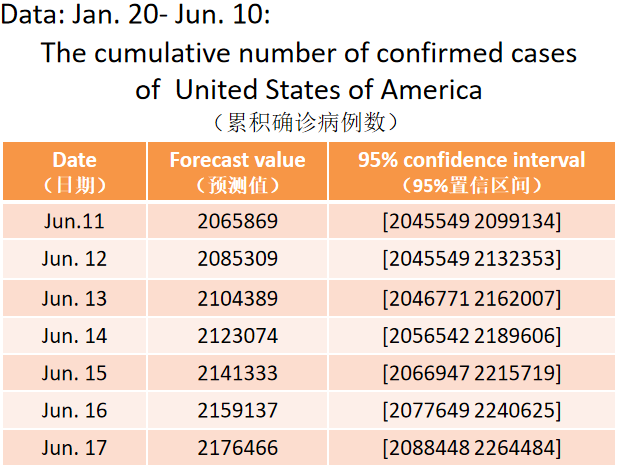 Data: Jan. 20- Jun. 10:
The cumulative number of confirmed cases
of United States of America
（累积确诊病例数）
Date Forecast value 95% confidence interval
（日期） （预测值） （95%置信区间）
Jun.11 2065869 [2045549 2099134]
Jun. 12 2085309 [2045549 2132353]
Jun. 13 2104389 [2046771 2162007]
Jun. 14 2123074 [2056542 2189606]
Jun. 15 2141333 [2066947 2215719]
Jun. 16 2159137 [2077649 2240625]
Jun. 17 2176466 [2088448 2264484]